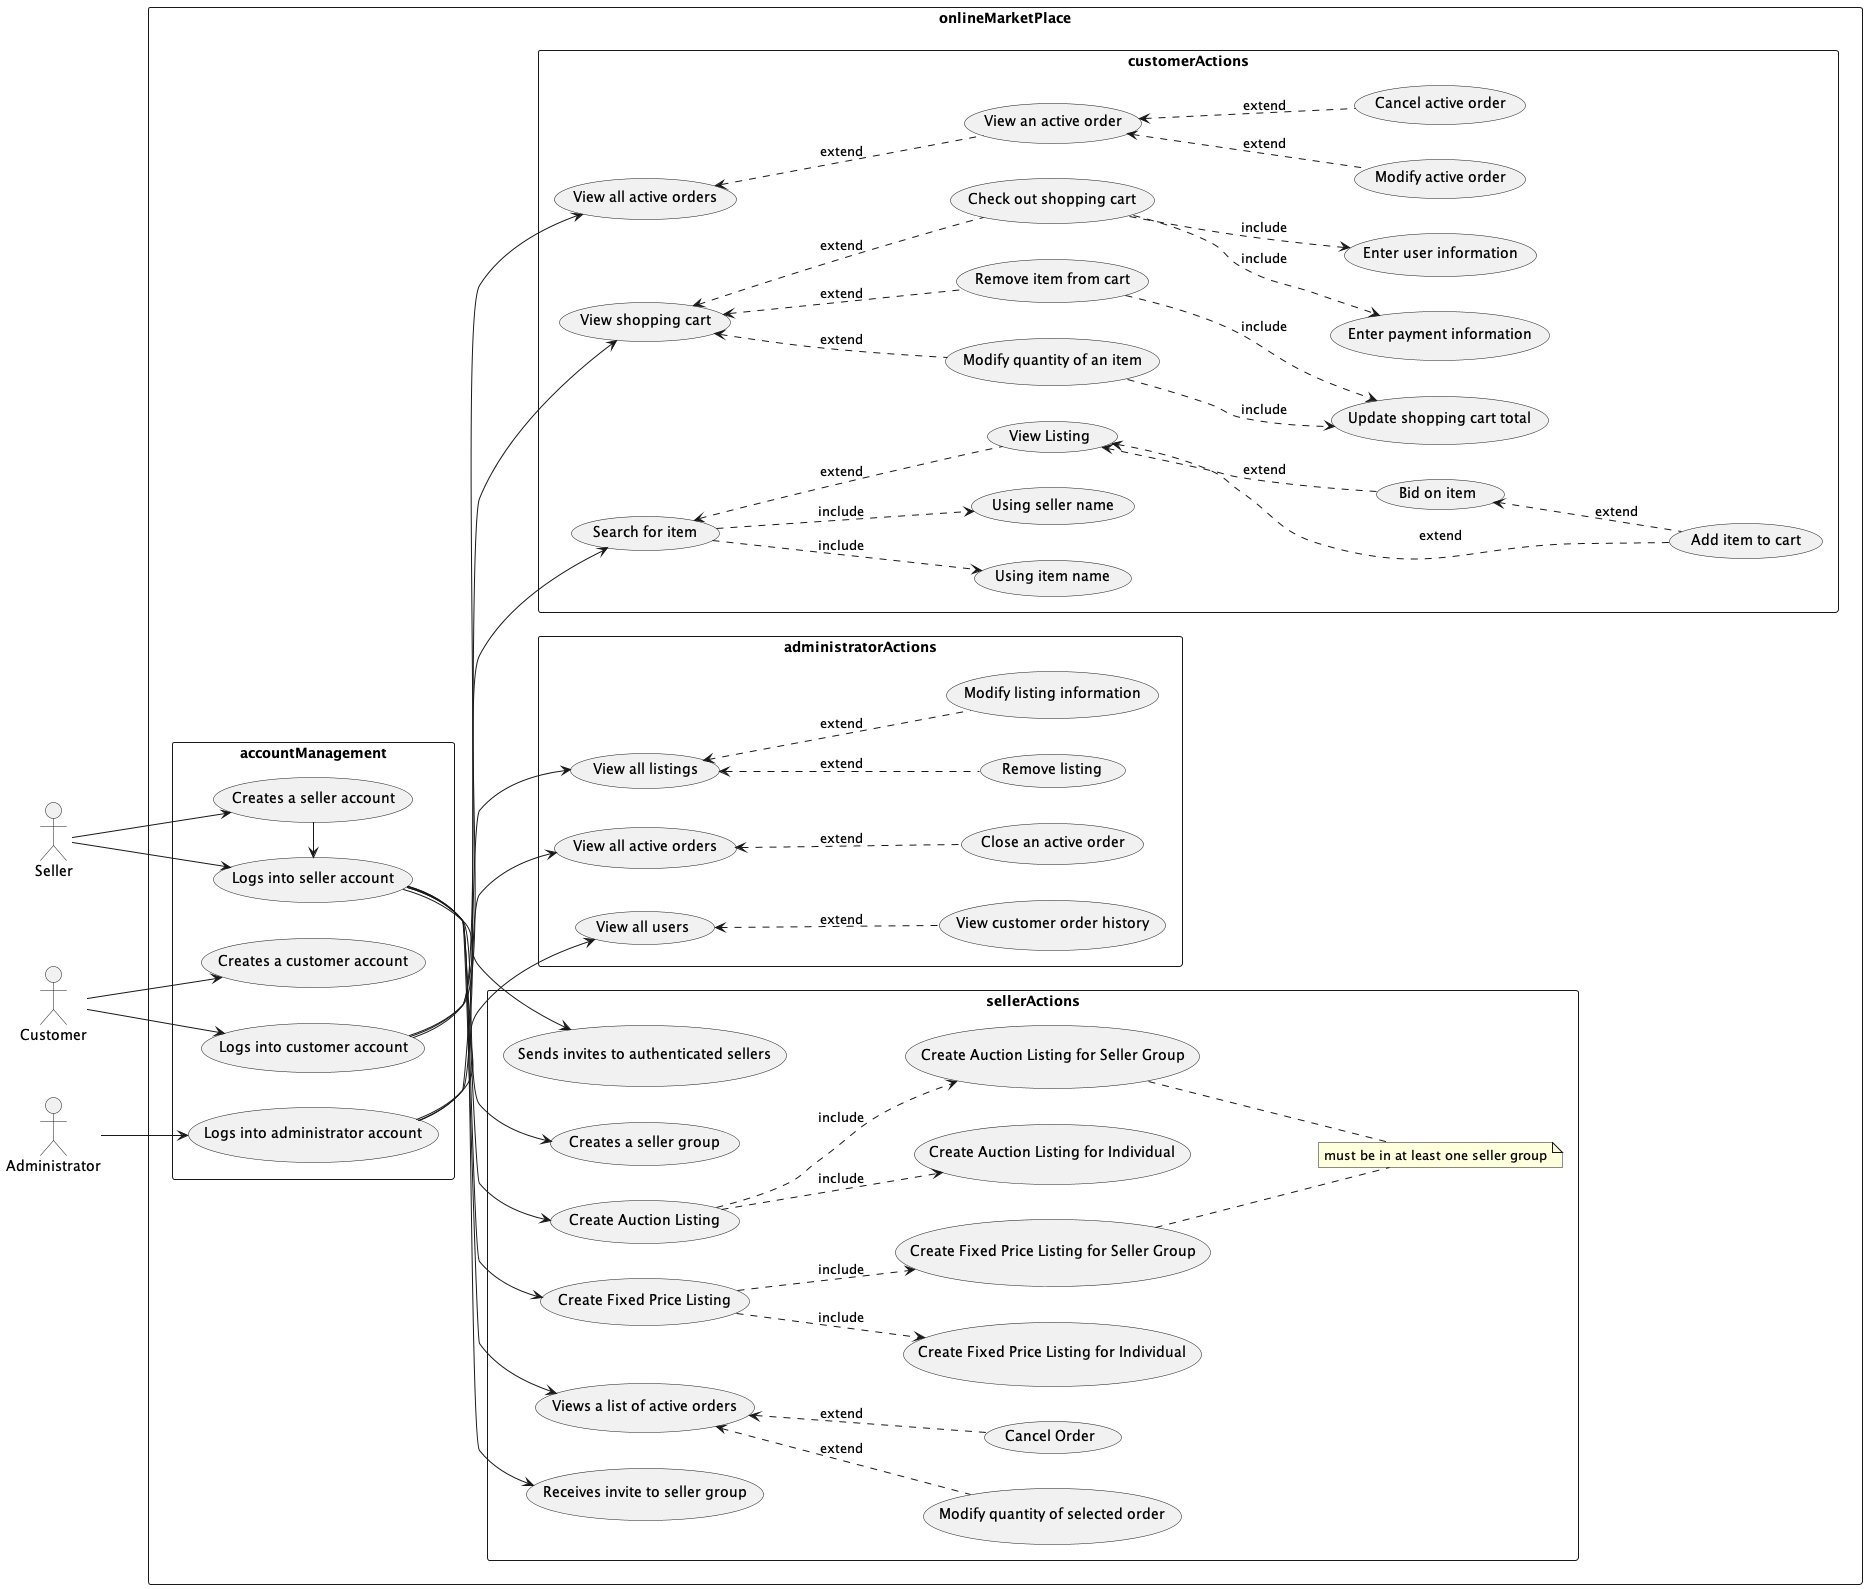 onlineMarketPlace
customerActions
Cancel active order
extend
View an active order
extend
extend
Modify active order
View all active orders
Check out shopping cart
include
extend
Enter user information
include
Remove item from cart
extend
View shopping cart
include
Enter payment information
extend
Modify quantity of an item
include
Update shopping cart total
View Listing
extend
extend
Bid on item
Using seller name
include
extend
Search for item
extend
Add item to cart
include
Using item name
administratorActions
Modify listing information
extend
View all listings
extend
Remove listing
View all active orders
extend
Close an active order
View all users
extend
View customer order history
accountManagement
Creates a seller account
Seller
Logs into seller account
Creates a customer account
Customer
Logs into customer account
Logs into administrator account
Administrator
sellerActions
Sends invites to authenticated sellers
Create Auction Listing for Seller Group
include
Creates a seller group
Create Auction Listing for Individual
must be in at least one seller group
include
Create Auction Listing
Create Fixed Price Listing for Seller Group
include
Create Fixed Price Listing
include
Create Fixed Price Listing for Individual
Views a list of active orders
extend
Cancel Order
extend
Receives invite to seller group
Modify quantity of selected order